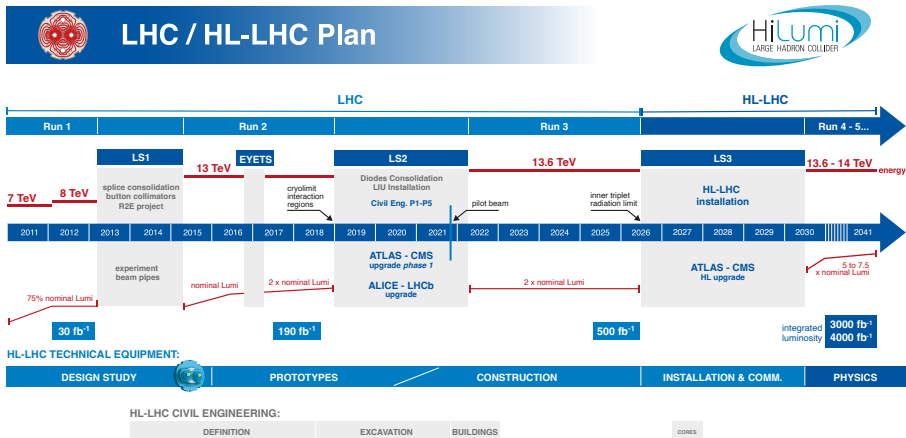 LHC / HL-LHC Plan
HiLumi
LARGE HADRON COLLIDER
LHC
HL-LHC
Run 1
Run 2
Run 3
Run 4 - 5...
LS1
EYETS
LS2
LS3
13 TeV
13.6 TeV
13.6 - 14 TeV
energy
7 TeV
8 TeV
splice consolidation
button collimators
R2E project
cryolimit
interaction
regions
Diodes Consolidation
LIU Installation
Civil Eng. P1-P5
pilot beam
inner triplet
radiation limit
HL-LHC
installation
2011 2012 2013 2014 2015 2016 2017 2018 2019 2020 2021 2022 2023 2024 2025 2026 2027 2028 2029 2030 2041
experiment
beam pipes
ATLAS - CMS
upgrade phase 1
ALICE - LHCb
upgrade
ATLAS - CMS
HL upgrade
5 to 7.5
x nominal Lumi
75% nominal Lumi
nominal Lumi
2 x nominal Lumi
2 x nominal Lumi
30 fb⁻¹
190 fb⁻¹
500 fb⁻¹
integrated
luminosity
3000 fb⁻¹
4000 fb⁻¹
HL-LHC TECHNICAL EQUIPMENT:
DESIGN STUDY
PROTOTYPES
CONSTRUCTION
INSTALLATION & COMM.
PHYSICS
HL-LHC CIVIL ENGINEERING:
DEFINITION
EXCAVATION
BUILDINGS
CORES